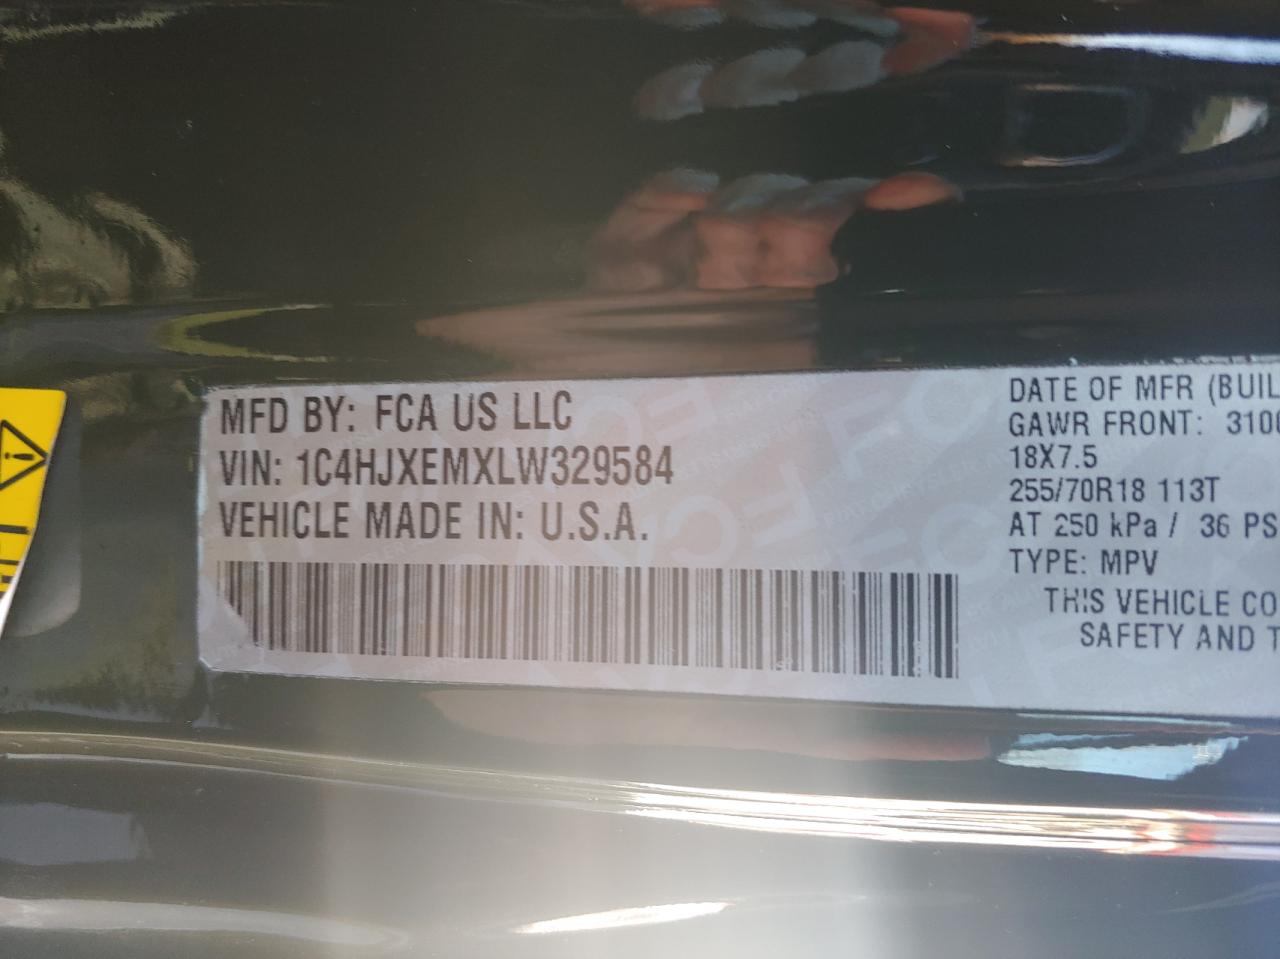 MFD BY: FCA US LLC
VIN: 1C4HJXEMXLW329584
VEHICLE MADE IN: U.S.A.
DATE OF MFR (BUIL
GAWR FRONT: 310
18X7.5
255/70R18 113T
AT 250 kPa / 36 PS
TYPE: MPV
THIS VEHICLE CO
SAFETY AND T